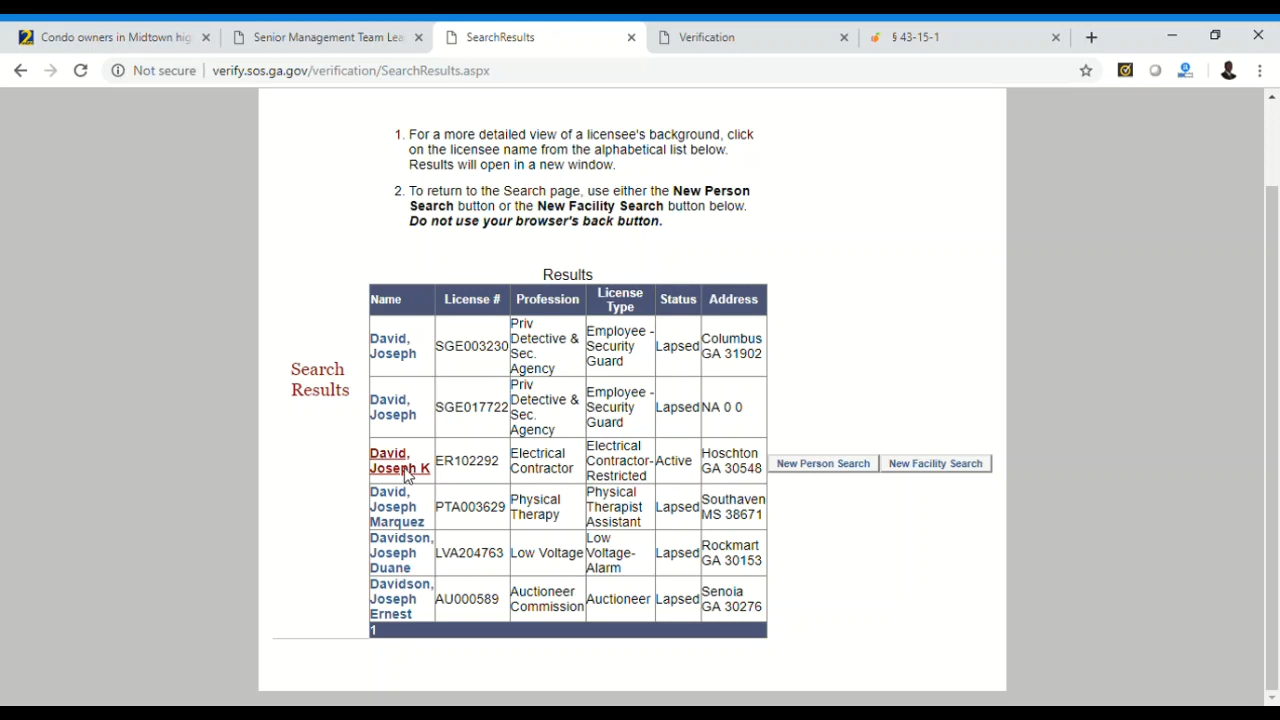 Condo owners in Midtown hig
Senior Management Team Lea
SearchResults
Verification
§ 43-15-1
Not secure | verify.sos.ga.gov/verification/SearchResults.aspx
1. For a more detailed view of a licensee's background, click
on the licensee name from the alphabetical list below.
Results will open in a new window.
2. To return to the Search page, use either the New Person
Search button or the New Facility Search button below.
Do not use your browser's back button.
Search
Results
Results
Name License # Profession License Type Status Address
David, Joseph SGE003230 Priv Detective & Sec. Agency Employee - Security Guard Lapsed Columbus GA 31902
David, Joseph SGE017722 Priv Detective & Sec. Agency Employee - Security Guard Lapsed NA 0 0
David, Joseph K ER102292 Electrical Contractor Electrical Contractor-Restricted Active Hoschton GA 30548
David, Joseph Marquez PTA003629 Physical Therapy Physical Therapist Assistant Lapsed Southaven MS 38671
Davidson, Joseph Duane LVA204763 Low Voltage Low Voltage-Alarm Lapsed Rockmart GA 30153
Davidson, Joseph Ernest AU000589 Auctioneer Commission Auctioneer Lapsed Senoia GA 30276
1
New Person Search
New Facility Search